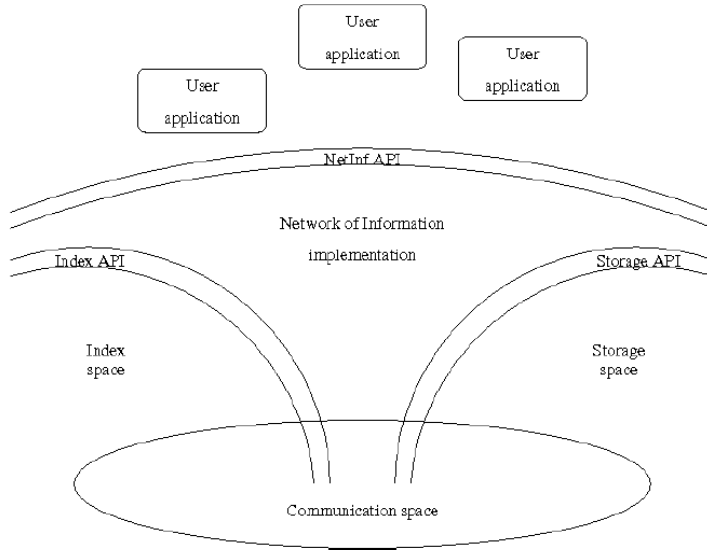 User
application
User
application
User
application
NetInf API
Network of Information
implementation
Index API
Storage API
Index
space
Storage
space
Communication space